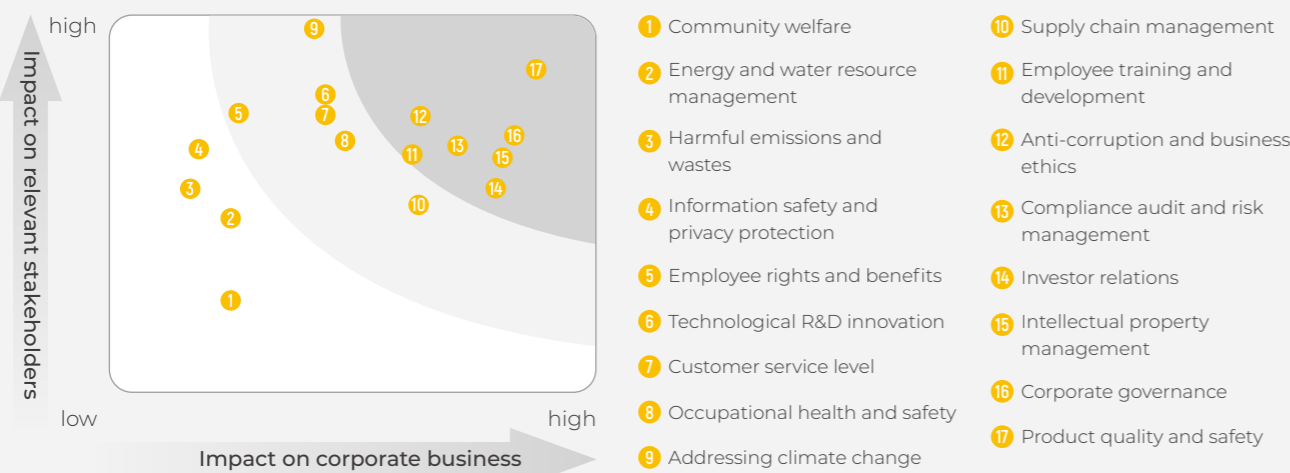 high
Impact on relevant stakeholders
9
17
6
7
5
12
16
8
13
4
11
15
3
14
10
2
1
low
high
Impact on corporate business
1 Community welfare
2 Energy and water resource
management
3 Harmful emissions and
wastes
4 Information safety and
privacy protection
5 Employee rights and benefits
6 Technological R&D innovation
7 Customer service level
8 Occupational health and safety
9 Addressing climate change
10 Supply chain management
11 Employee training and
development
12 Anti-corruption and business
ethics
13 Compliance audit and risk
management
14 Investor relations
15 Intellectual property
management
16 Corporate governance
17 Product quality and safety